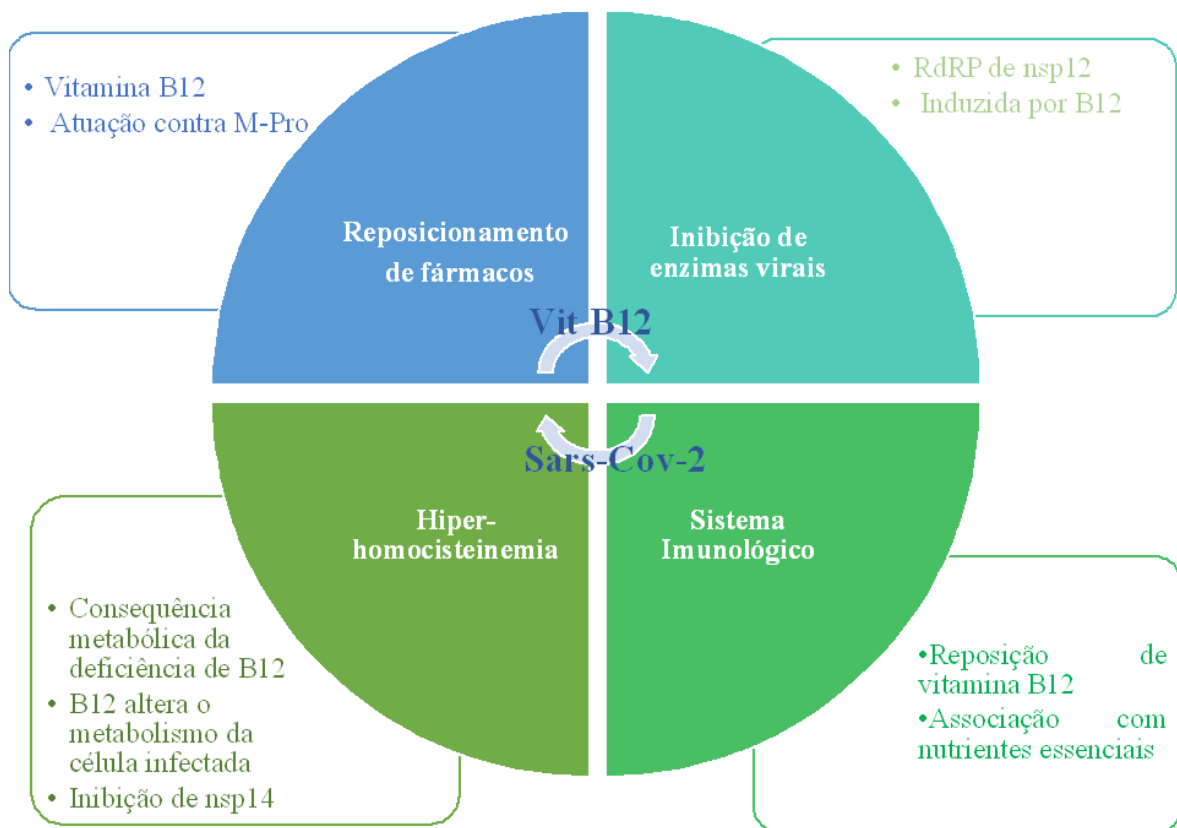 • Vitamina B12
• Atuação contra M-Pro
• RdRP de nsp12
• Induzida por B12
Reposicionamento
de fármacos
Inibição de
enzimas virais
Vit B12
Sars-Cov-2
Hiper-
homocisteinemia
Sistema
Imunológico
• Consequência
metabólica da
deficiência de B12
• B12 altera o
metabolismo da
célula infectada
• Inibição de nsp14
•Reposição de
vitamina B12
•Associação com
nutrientes essenciais